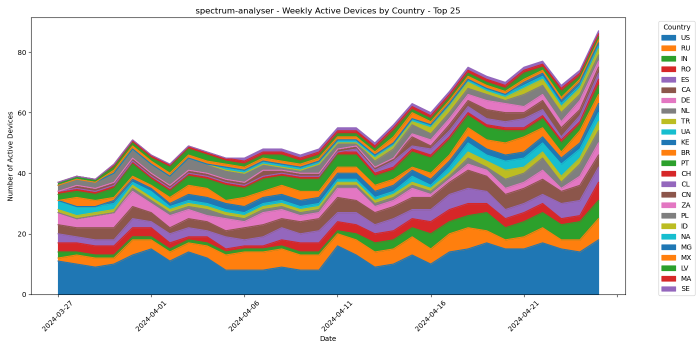 spectrum-analyser - Weekly Active Devices by Country - Top 25
Number of Active Devices
80
60
40
20
0
2024-03-27
2024-04-01
2024-04-06
2024-04-11
2024-04-16
2024-04-21
Date
Country
US
RU
IN
RO
ES
CA
DE
NL
TR
UA
KE
BR
PT
CH
CL
CN
ZA
PL
ID
NA
MG
MX
LV
MA
SE